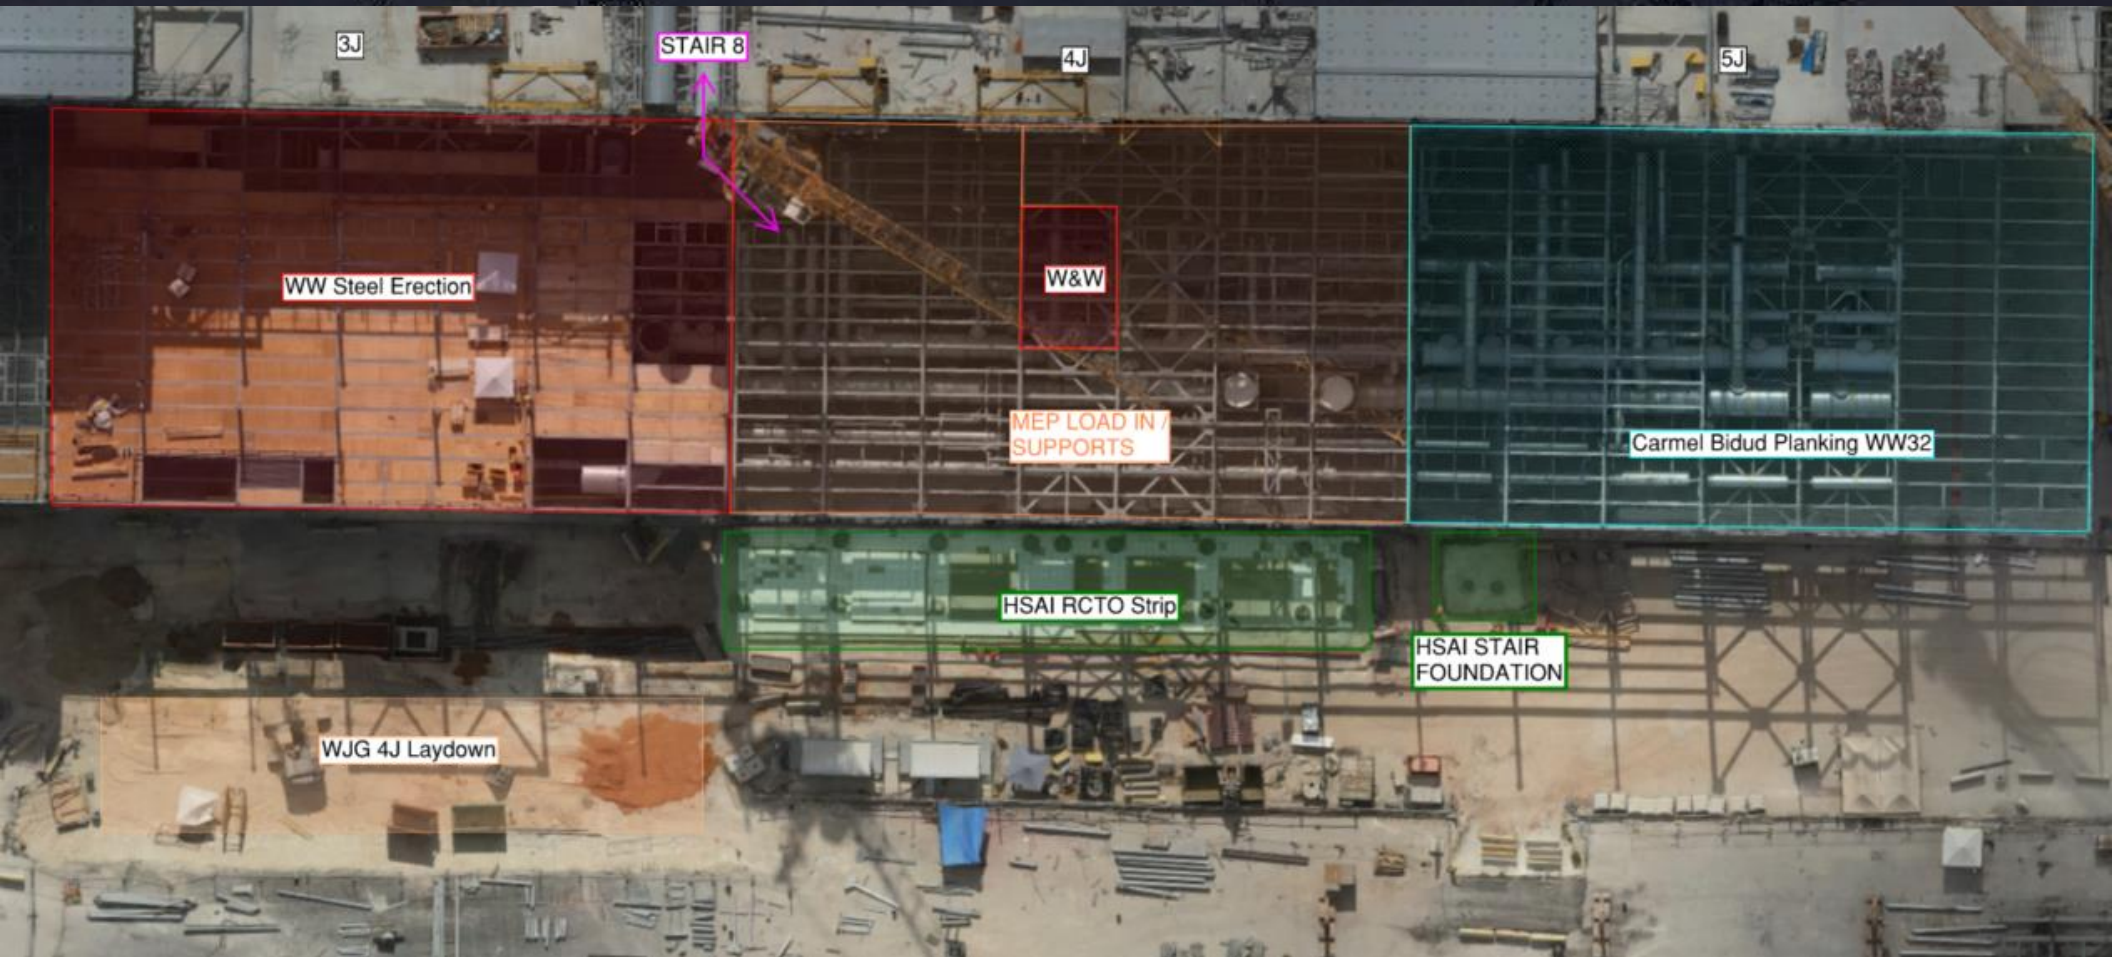 3J
STAIR 8
4J
5J
WW Steel Erection
W&W
MEP LOAD IN /
SUPPORTS
Carmel Bidud Planking WW32
HSAI RCTO Strip
HSAI STAIR
FOUNDATION
WJG 4J Laydown